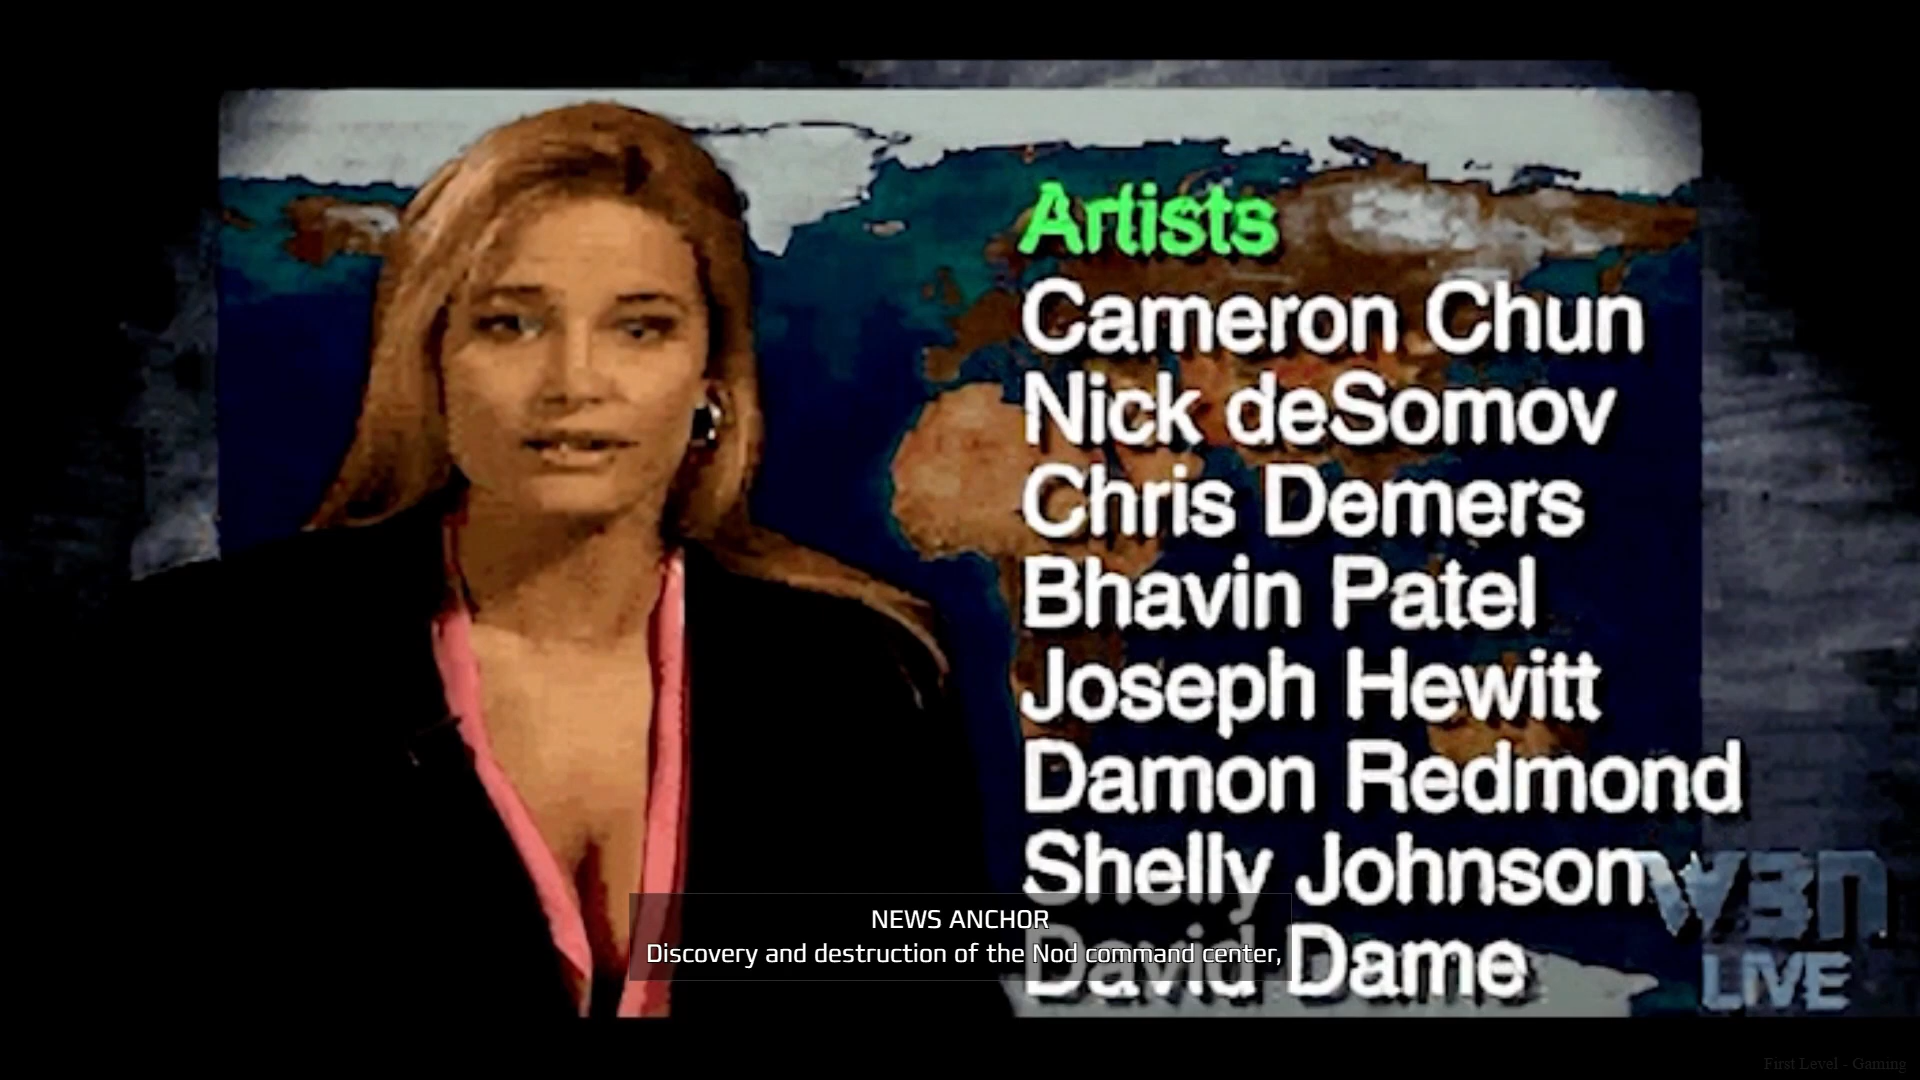 Artists
Cameron Chun
Nick deSomov
Chris Demers
Bhavin Patel
Joseph Hewitt
Damon Redmond
Shelly Johnson
David Dame
W3N
LIVE
NEWS ANCHOR
Discovery and destruction of the Nod command center,
First Level - Gaming